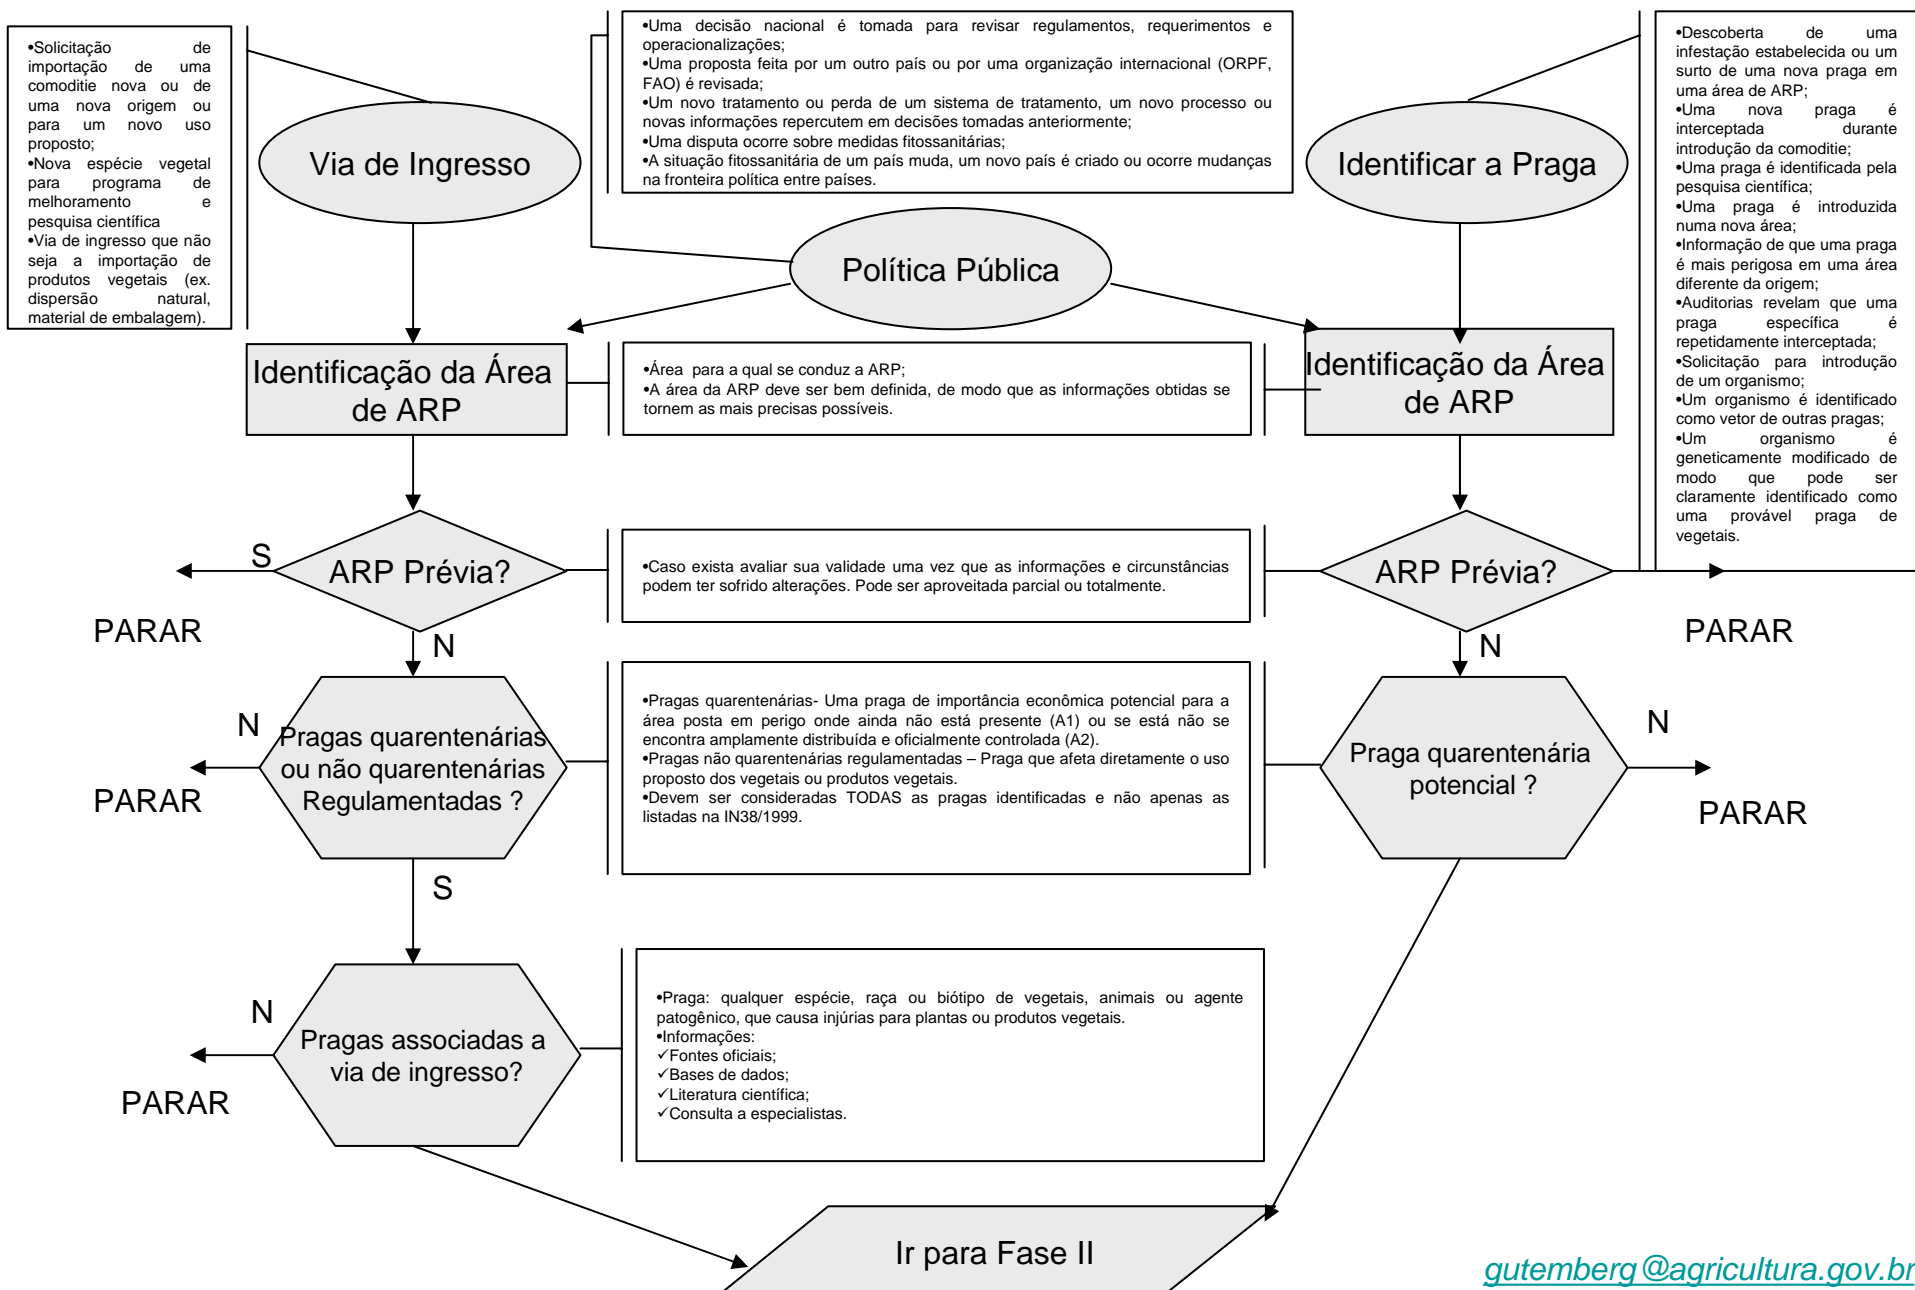 •Solicitação de
importação de uma
comoditie nova ou de
uma nova origem ou
para um novo uso
proposto;
•Nova espécie vegetal
para programa de
melhoramento e
pesquisa científica
•Via de ingresso que não
seja a importação de
produtos vegetais (ex.
dispersão natural,
material de embalagem).
Via de Ingresso
•Uma decisão nacional é tomada para revisar regulamentos, requerimentos e
operacionalizações;
•Uma proposta feita por um outro país ou por uma organização internacional (ORPF,
FAO) é revisada;
•Um novo tratamento ou perda de um sistema de tratamento, um novo processo ou
novas informações repercutem em decisões tomadas anteriormente;
•Uma disputa ocorre sobre medidas fitossanitárias;
•A situação fitossanitária de um país muda, um novo país é criado ou ocorre mudanças
na fronteira política entre países.
Política Pública
Identificar a Praga
•Descoberta de uma
infestação estabelecida ou um
surto de uma nova praga em
uma área de ARP;
•Uma nova praga é
interceptada durante
introdução da comoditie;
•Uma praga é identificada pela
pesquisa científica;
•Uma praga é introduzida
numa nova área;
•Informação de que uma praga
é mais perigosa em uma área
diferente da origem;
•Auditorias revelam que uma
praga específica é
repetidamente interceptada;
•Solicitação para introdução
de um organismo;
•Um organismo é identificado
como vetor de outras pragas;
•Um organismo é
geneticamente modificado de
modo que pode ser
claramente identificado como
uma provável praga de
vegetais.
Identificação da Área
de ARP
•Área para a qual se conduz a ARP;
•A área da ARP deve ser bem definida, de modo que as informações obtidas se
tornem as mais precisas possíveis.
Identificação da Área
de ARP
S
ARP Prévia?
PARAR
N
•Caso exista avaliar sua validade uma vez que as informações e circunstâncias
podem ter sofrido alterações. Pode ser aproveitada parcial ou totalmente.
ARP Prévia?
PARAR
N
N
Pragas quarentenárias
ou não quarentenárias
Regulamentadas ?
PARAR
S
•Pragas quarentenárias- Uma praga de importância econômica potencial para a
área posta em perigo onde ainda não está presente (A1) ou se está não se
encontra amplamente distribuída e oficialmente controlada (A2).
•Pragas não quarentenárias regulamentadas – Praga que afeta diretamente o uso
proposto dos vegetais ou produtos vegetais.
•Devem ser consideradas TODAS as pragas identificadas e não apenas as
listadas na IN38/1999.
Praga quarentenária
potencial ?
N
PARAR
N
Pragas associadas a
via de ingresso?
PARAR
•Praga: qualquer espécie, raça ou biótipo de vegetais, animais ou agente
patogênico, que causa injúrias para plantas ou produtos vegetais.
•Informações:
✓Fontes oficiais;
✓Bases de dados;
✓Literatura científica;
✓Consulta a especialistas.
Ir para Fase II
gutemberg@agricultura.gov.br